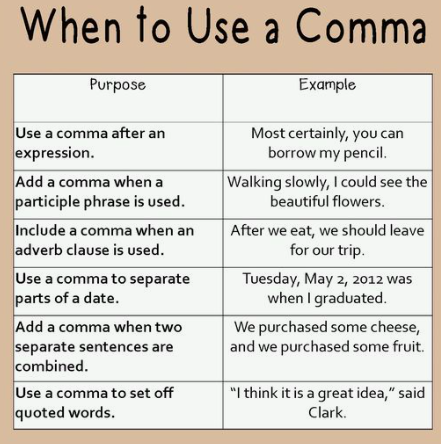 When to Use a Comma
Purpose
Example
Use a comma after an
expression.
Most certainly, you can
borrow my pencil.
Add a comma when a
participle phrase is used.
Walking slowly, I could see the
beautiful flowers.
Include a comma when an
adverb clause is used.
After we eat, we should leave
for our trip.
Use a comma to separate
parts of a date.
Tuesday, May 2, 2012 was
when I graduated.
Add a comma when two
separate sentences are
combined.
We purchased some cheese,
and we purchased some fruit.
Use a comma to set off
quoted words.
“I think it is a great idea,” said
Clark.